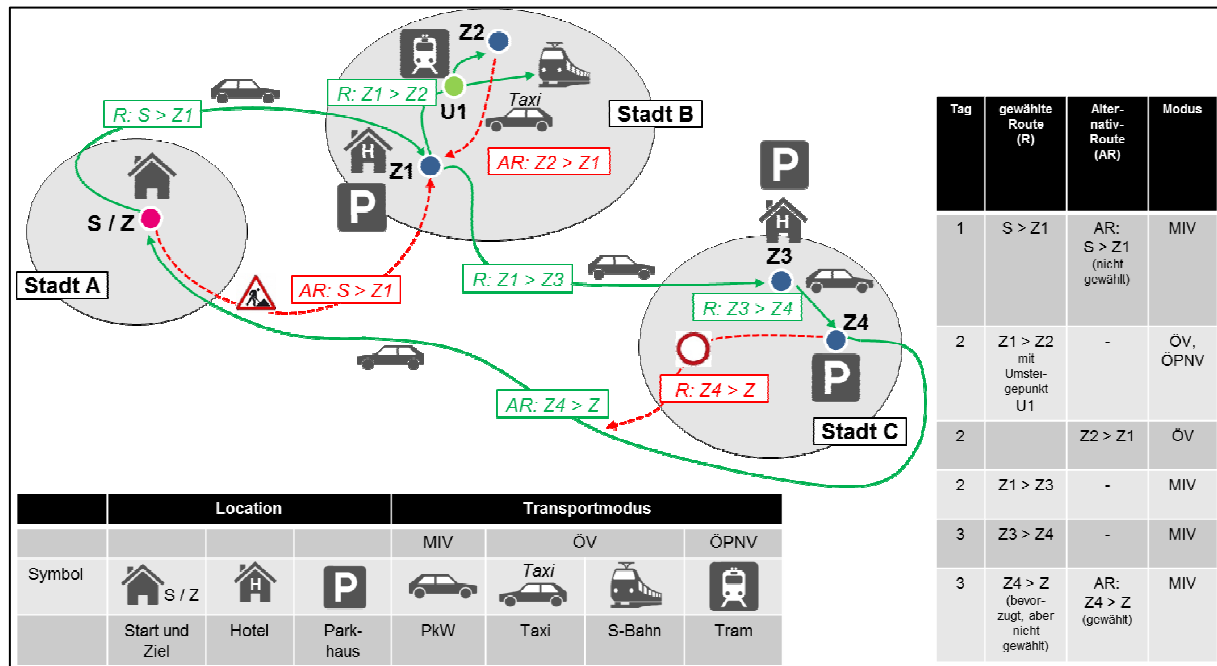 Z2
R: S > Z1
R: Z1 > Z2
U1
Taxi
Stadt B
H
Z1
AR: Z2 > Z1
P
S / Z
Stadt A
AR: S > Z1
R: Z1 > Z3
P
H
Z3
R: Z3 > Z4
Z4
P
R: Z4 > Z
AR: Z4 > Z
Stadt C
Tag
gewählte
Route
(R)
Alter-
nativ-
Route
(AR)
Modus
1
S > Z1
AR:
S > Z1
(nicht
gewählt)
MIV
2
Z1 > Z2
mit
Umstei-
gepunkt
U1
-
ÖV,
ÖPNV
2
Z2 > Z1
ÖV
2
Z1 > Z3
-
MIV
3
Z3 > Z4
-
MIV
3
Z4 > Z
(bevor-
zugt, aber
nicht
gewählt)
AR:
Z4 > Z
(gewählt)
MIV
Location
Transportmodus
MIV
ÖV
ÖPNV
Symbol
S / Z
H
P
Taxi
Start und
Ziel
Hotel
Park-
haus
PkW
Taxi
S-Bahn
Tram